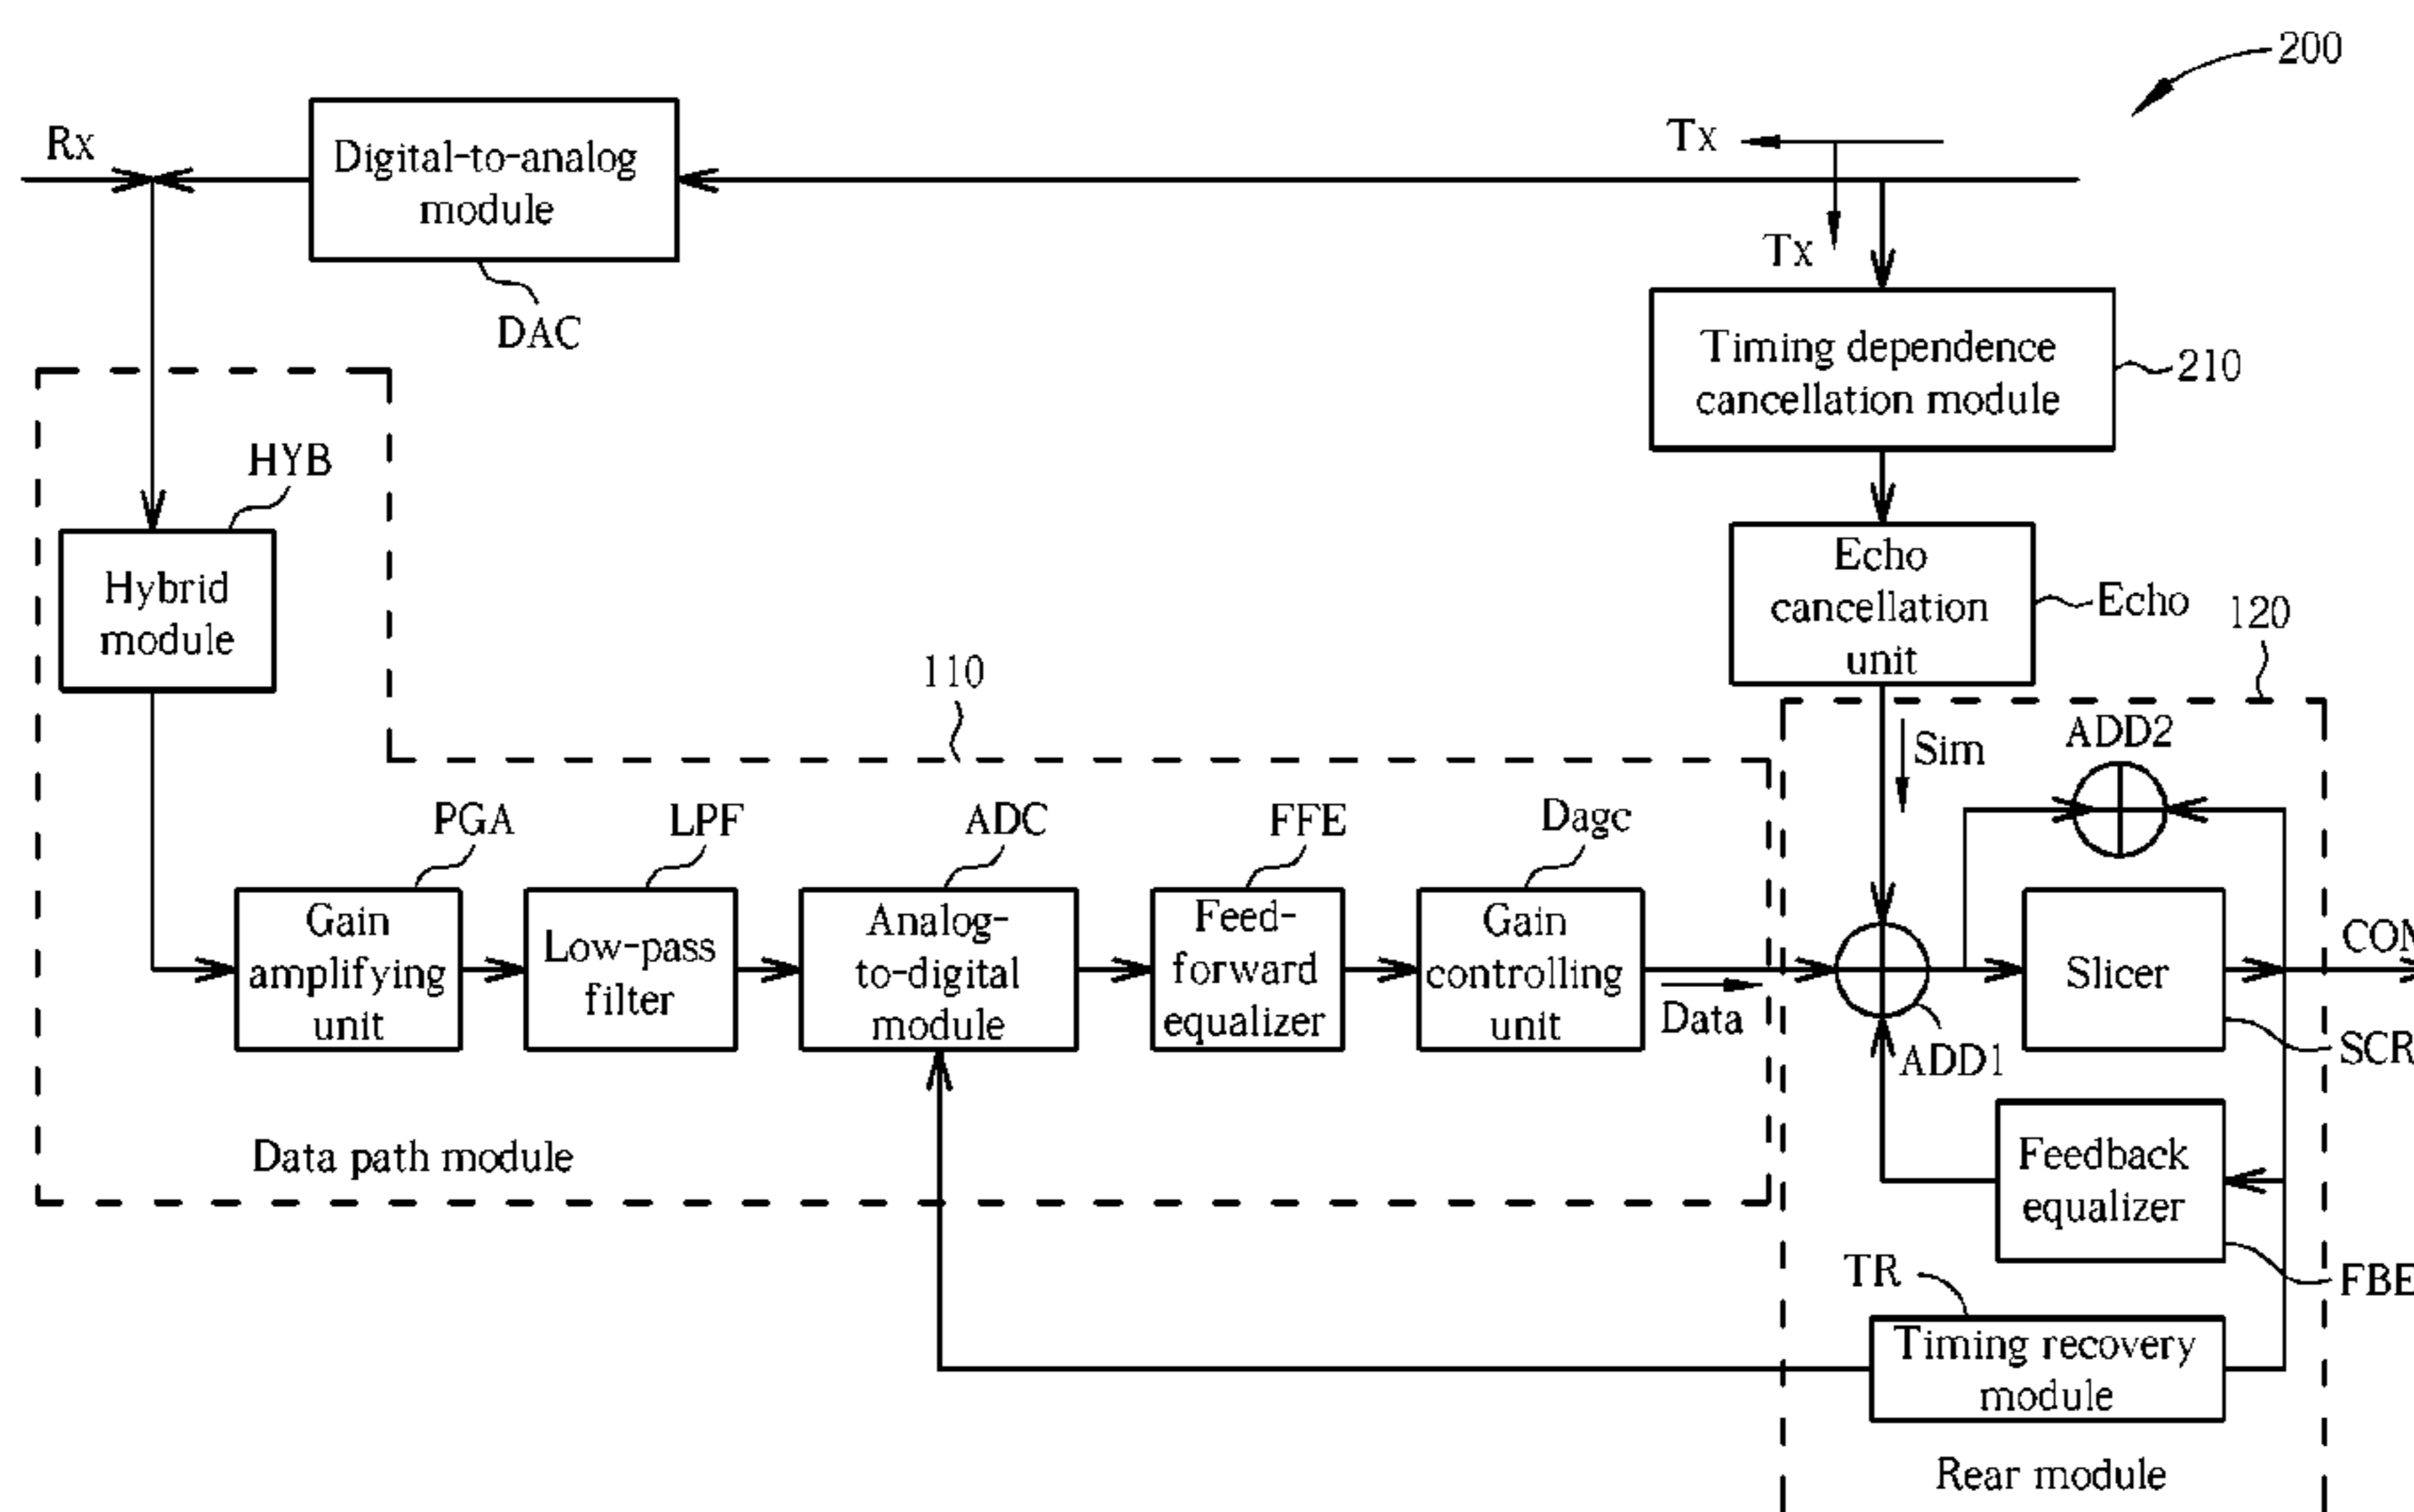 200
Rx
Tx
Digital-to-analog
module
Tx
DAC
Timing dependence
cancellation module
210
HYB
Hybrid
module
Echo
cancellation
unit
Echo
120
110
Sim
ADD2
PGA
LPF
ADC
FFE
Dagc
Gain
amplifying
unit
Low-pass
filter
Analog-
to-digital
module
Feed-
forward
equalizer
Gain
controlling
unit
Data
ADD1
Slicer
SCR
Data path module
Feedback
equalizer
FBE
TR
Timing recovery
module
Rear module